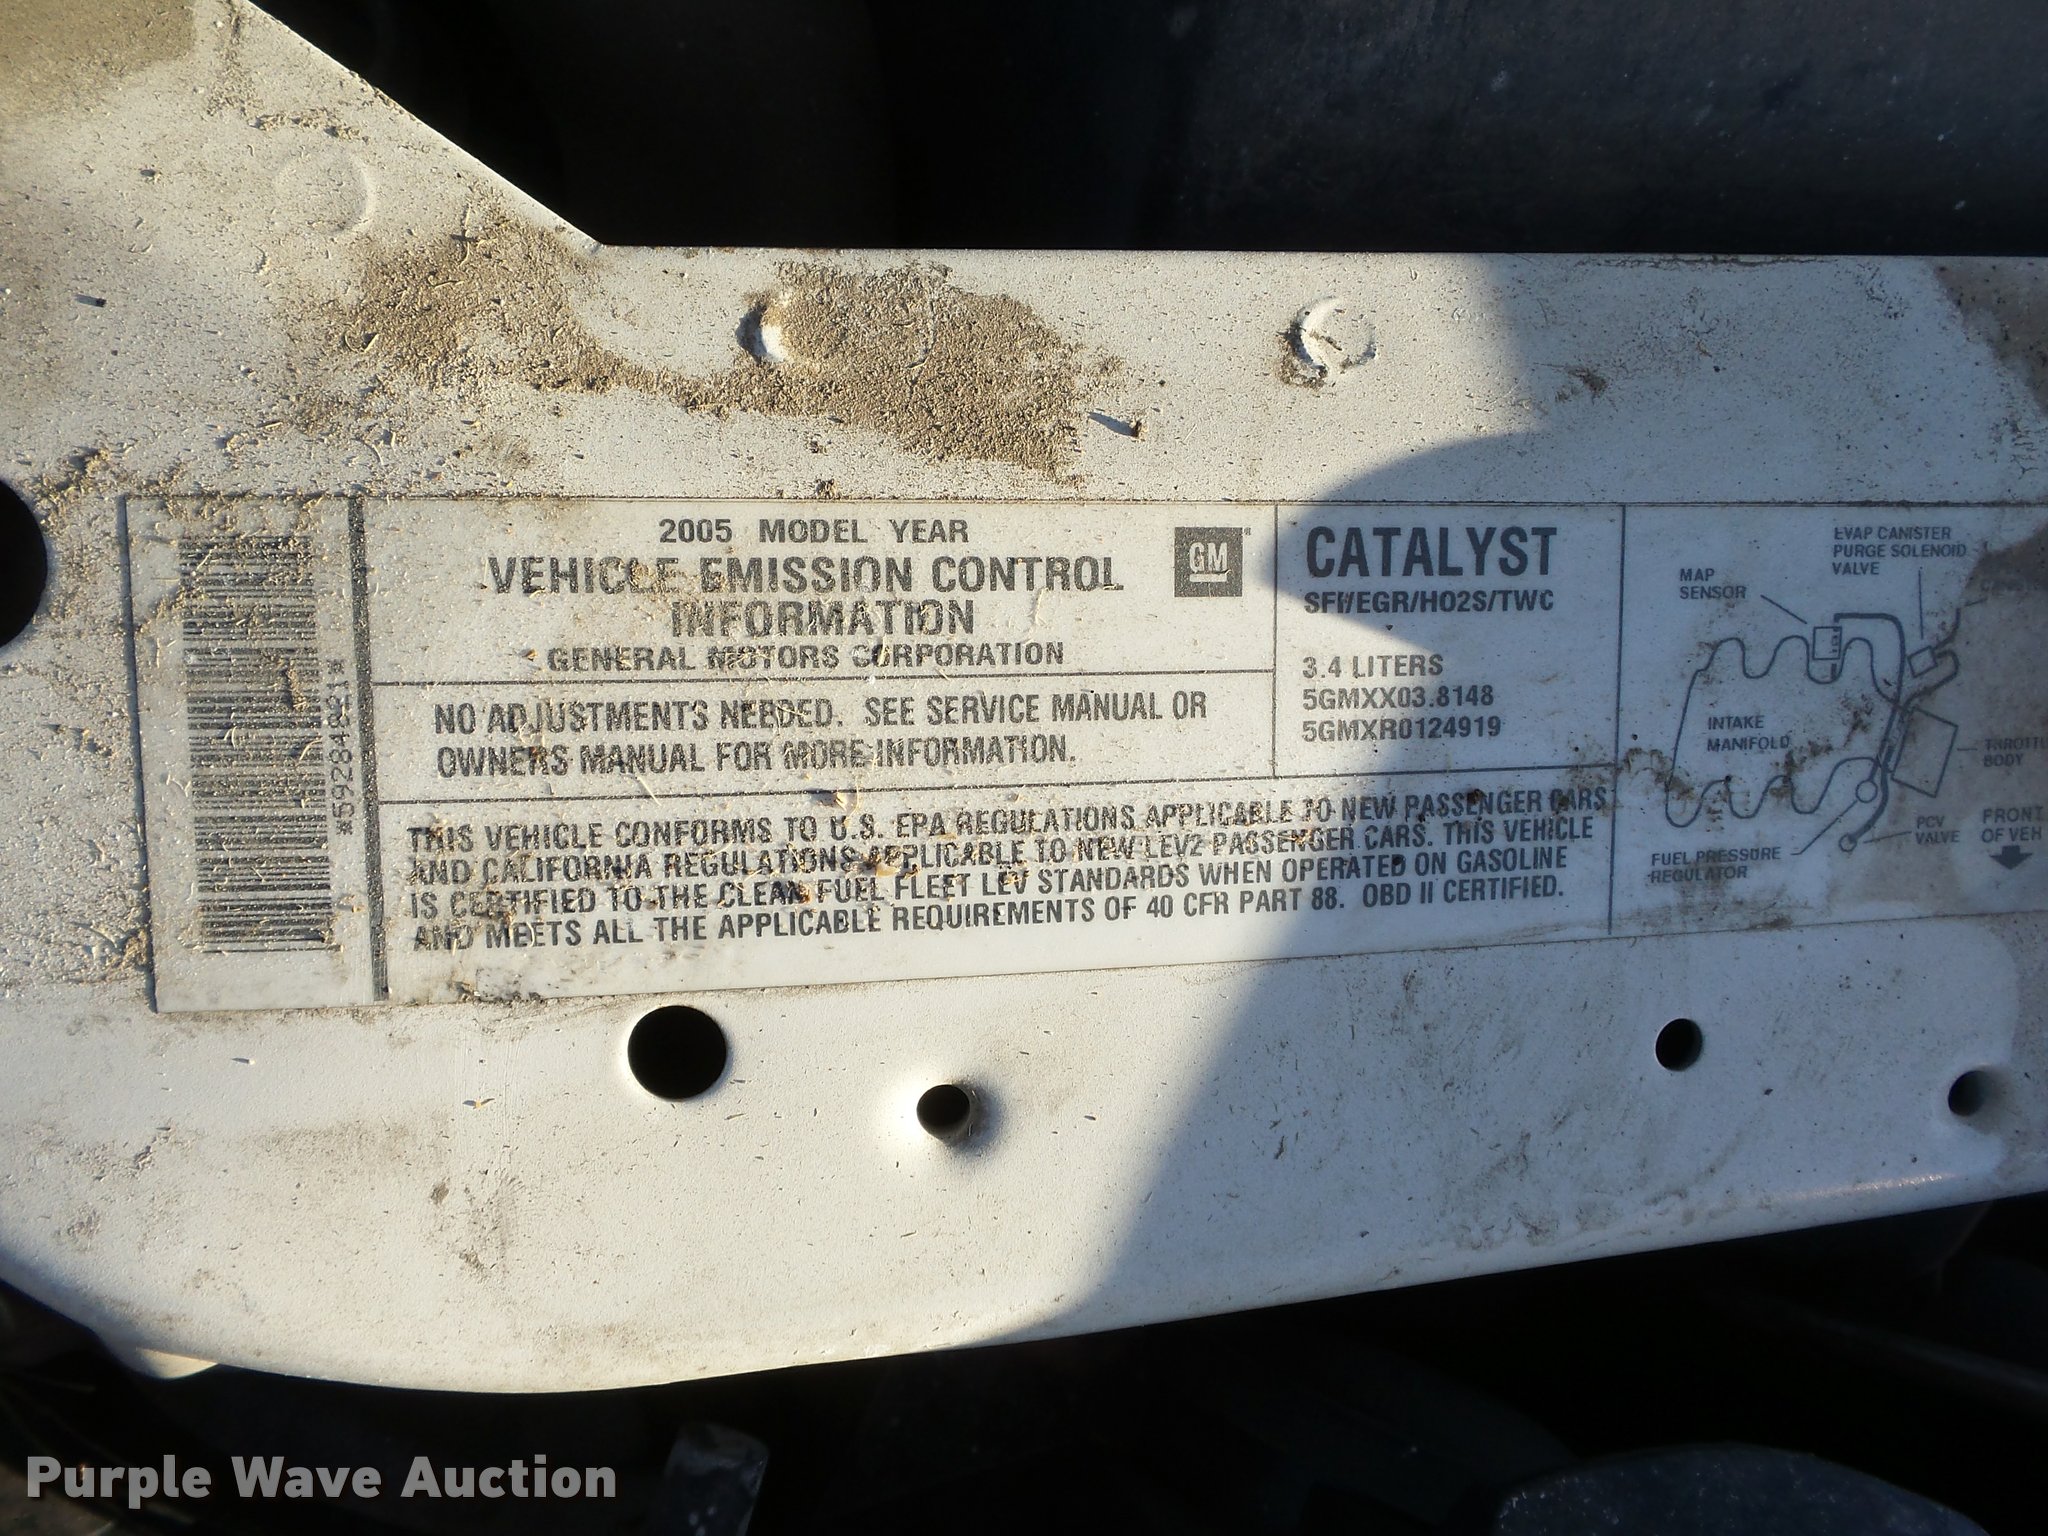 2005 MODEL YEAR
VEHICLE EMISSION CONTROL
INFORMATION
GENERAL MOTORS CORPORATION
GM
NO ADJUSTMENTS NEEDED. SEE SERVICE MANUAL OR
OWNERS MANUAL FOR MORE INFORMATION.
CATALYST
SFI/EGR/HO2S/TWC
3.4 LITERS
5GMXX03.8148
5GMXR0124919
THIS VEHICLE CONFORMS TO U.S. EPA REGULATIONS APPLICABLE TO NEW PASSENGER CARS
AND CALIFORNIA REGULATIONS APPLICABLE TO NEW LEV2 PASSENGER CARS. THIS VEHICLE
IS CERTIFIED TO THE CLEAN FUEL FLEET LEV STANDARDS WHEN OPERATED ON GASOLINE
AND MEETS ALL THE APPLICABLE REQUIREMENTS OF 40 CFR PART 88. OBD II CERTIFIED.
*59284821*
EVAP CANISTER
PURGE SOLENOID
VALVE
MAP
SENSOR
INTAKE
MANIFOLD
BODY
PCV
VALVE
FRONT
OF VEH
FUEL PRESSURE
REGULATOR
Purple Wave Auction